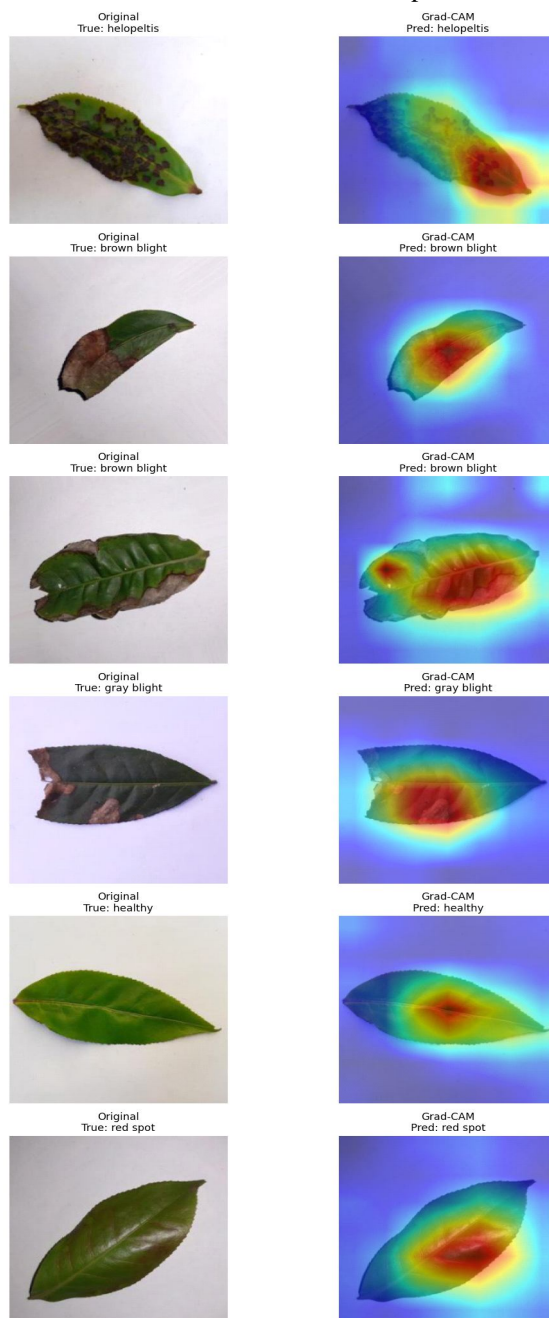 Original
True: helopeltis
Grad-CAM
Pred: helopeltis
Original
True: brown blight
Grad-CAM
Pred: brown blight
Original
True: brown blight
Grad-CAM
Pred: brown blight
Original
True: gray blight
Grad-CAM
Pred: gray blight
Original
True: healthy
Grad-CAM
Pred: healthy
Original
True: red spot
Grad-CAM
Pred: red spot